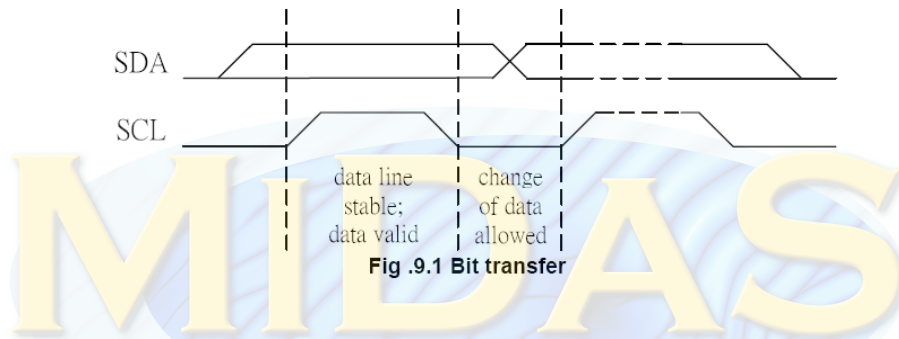 SDA
SCL
data line
stable;
data valid
change
of data
allowed
Fig .9.1 Bit transfer
MIDAS